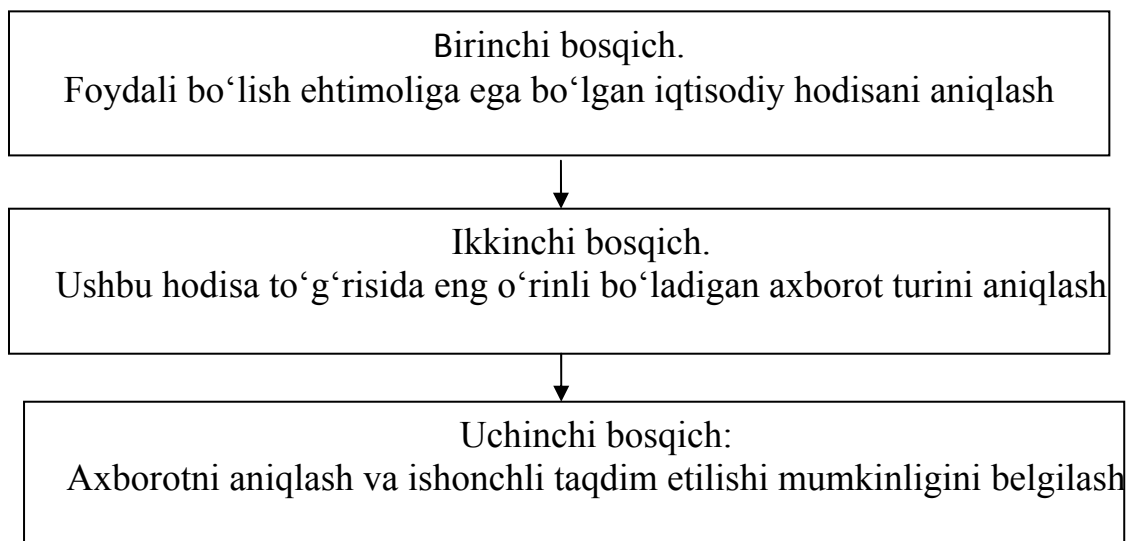 Birinchi bosqich.
Foydali bo‘lish ehtimoliga ega bo‘lgan iqtisodiy hodisani aniqlash
Ikkinchi bosqich.
Ushbu hodisa to‘g‘risida eng o‘rinli bo‘ladigan axborot turini aniqlash
Uchinchi bosqich:
Axborotni aniqlash va ishonchli taqdim etilishi mumkinligini belgilash